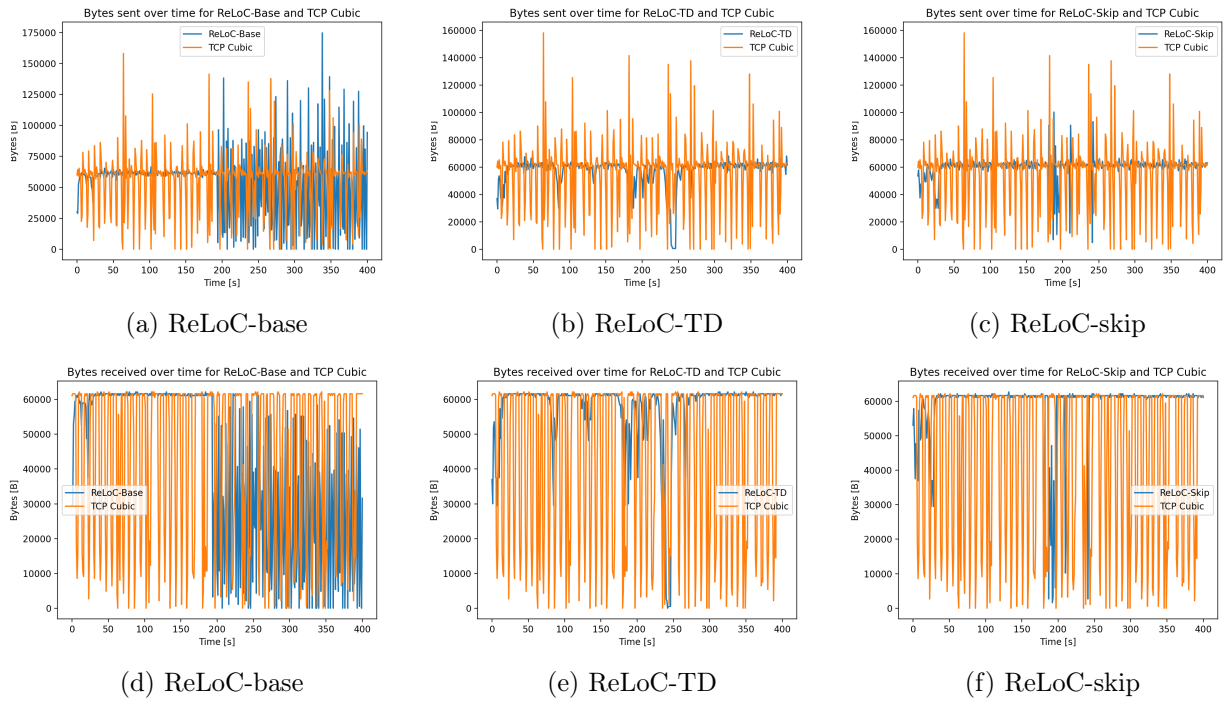 Bytes sent over time for ReLoC-Base and TCP Cubic
175000
150000
125000
100000
75000
50000
25000
0
Bytes [B]
ReLoC-Base
TCP Cubic
0 50 100 150 200 250 300 350 400
Time [s]
(a) ReLoC-base
Bytes sent over time for ReLoC-TD and TCP Cubic
160000
140000
120000
100000
80000
60000
40000
20000
0
Bytes [B]
ReLoC-TD
TCP Cubic
0 50 100 150 200 250 300 350 400
Time [s]
(b) ReLoC-TD
Bytes sent over time for ReLoC-Skip and TCP Cubic
160000
140000
120000
100000
80000
60000
40000
20000
0
Bytes [B]
ReLoC-Skip
TCP Cubic
0 50 100 150 200 250 300 350 400
Time [s]
(c) ReLoC-skip
Bytes received over time for ReLoC-Base and TCP Cubic
60000
50000
40000
30000
20000
10000
0
Bytes [B]
ReLoC-Base
TCP Cubic
0 50 100 150 200 250 300 350 400
Time [s]
(d) ReLoC-base
Bytes received over time for ReLoC-TD and TCP Cubic
60000
50000
40000
30000
20000
10000
0
Bytes [B]
ReLoC-TD
TCP Cubic
0 50 100 150 200 250 300 350 400
Time [s]
(e) ReLoC-TD
Bytes received over time for ReLoC-Skip and TCP Cubic
60000
50000
40000
30000
20000
10000
0
Bytes [B]
ReLoC-Skip
TCP Cubic
0 50 100 150 200 250 300 350 400
Time [s]
(f) ReLoC-skip